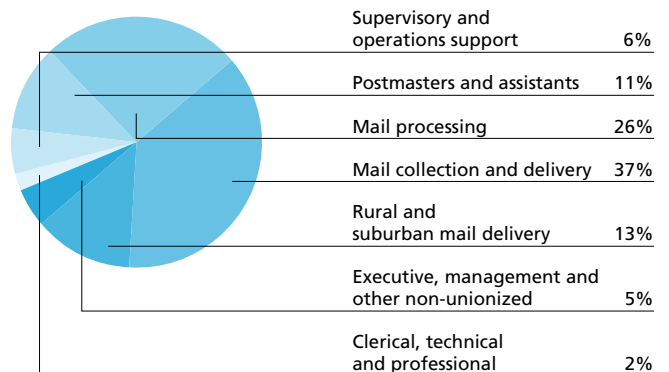 Supervisory and
operations support 6%
Postmasters and assistants 11%
Mail processing 26%
Mail collection and delivery 37%
Rural and
suburban mail delivery 13%
Executive, management and
other non-unionized 5%
Clerical, technical
and professional 2%